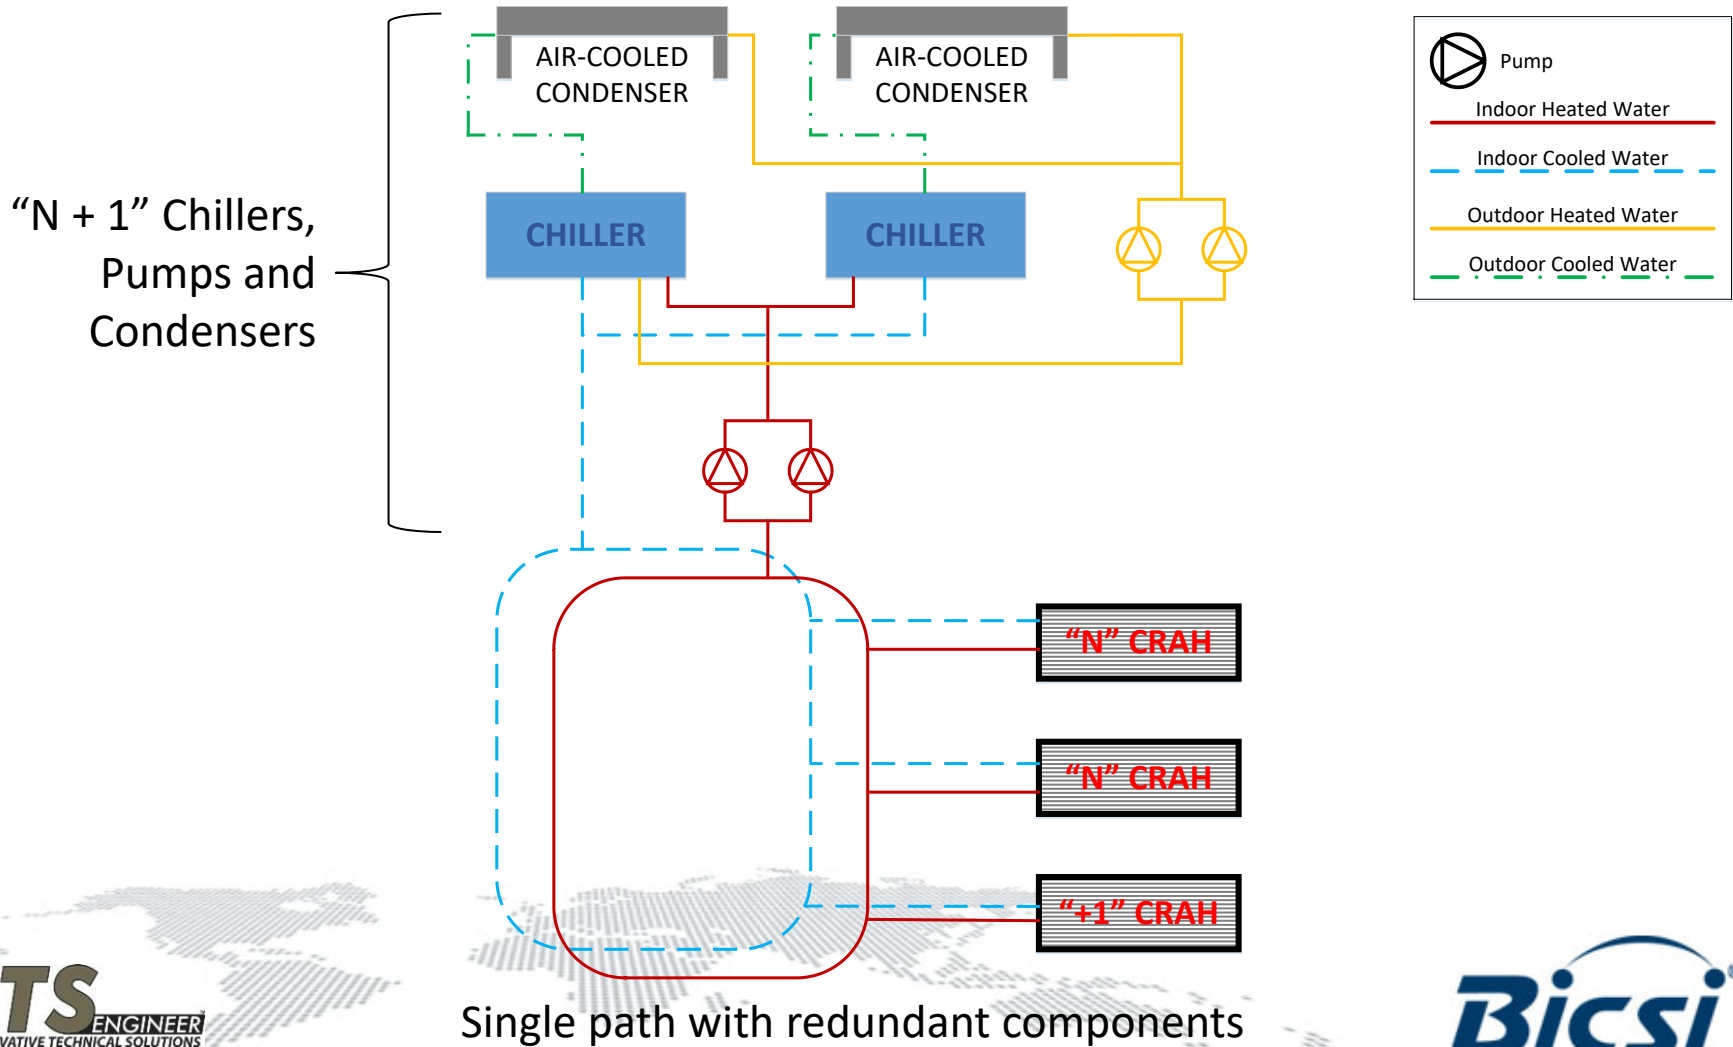 AIR-COOLED
CONDENSER
AIR-COOLED
CONDENSER
Pump
Indoor Heated Water
Indoor Cooled Water
Outdoor Heated Water
Outdoor Cooled Water
“N + 1” Chillers,
Pumps and
Condensers
CHILLER
CHILLER
“N” CRAH
“N” CRAH
“+1” CRAH
TS
ENGINEER
VATIVE TECHNICAL SOLUTIONS
Single path with redundant components
Bicsi